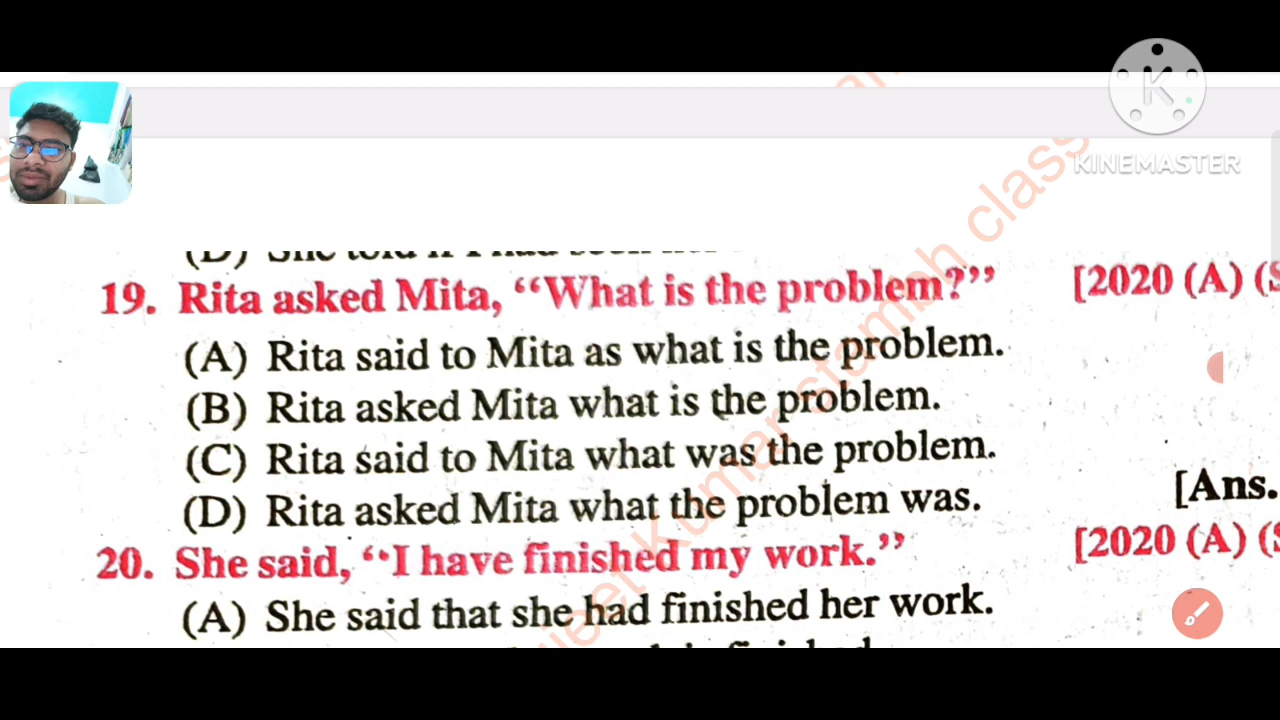 KINEMASTER
19. Rita asked Mita, “What is the problem?” [2020 (A) (S
(A) Rita said to Mita as what is the problem.
(B) Rita asked Mita what is the problem.
(C) Rita said to Mita what was the problem.
(D) Rita asked Mita what the problem was.
[Ans.
20. She said, “I have finished my work.” [2020 (A) (S
(A) She said that she had finished her work.
Kumar stambh class